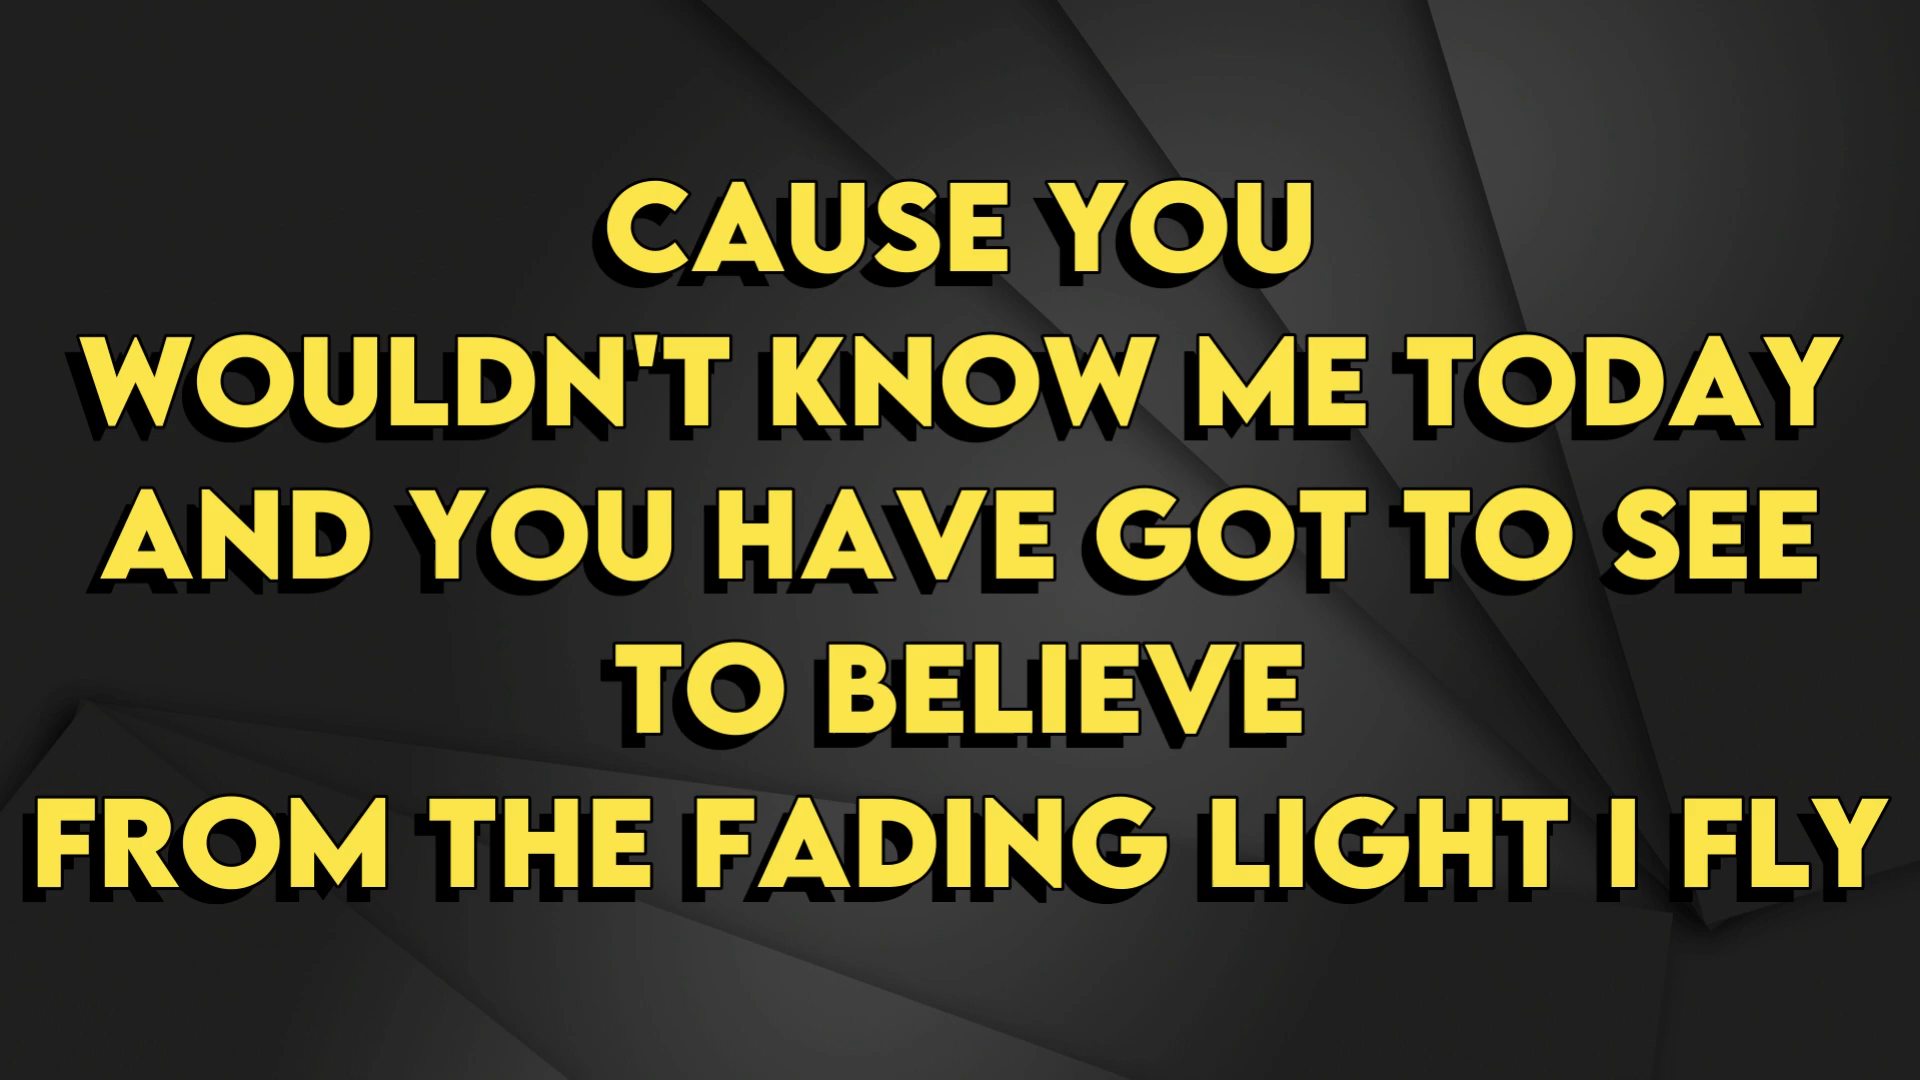 CAUSE YOU
WOULDN'T KNOW ME TODAY
AND YOU HAVE GOT TO SEE
TO BELIEVE
FROM THE FADING LIGHT I FLY